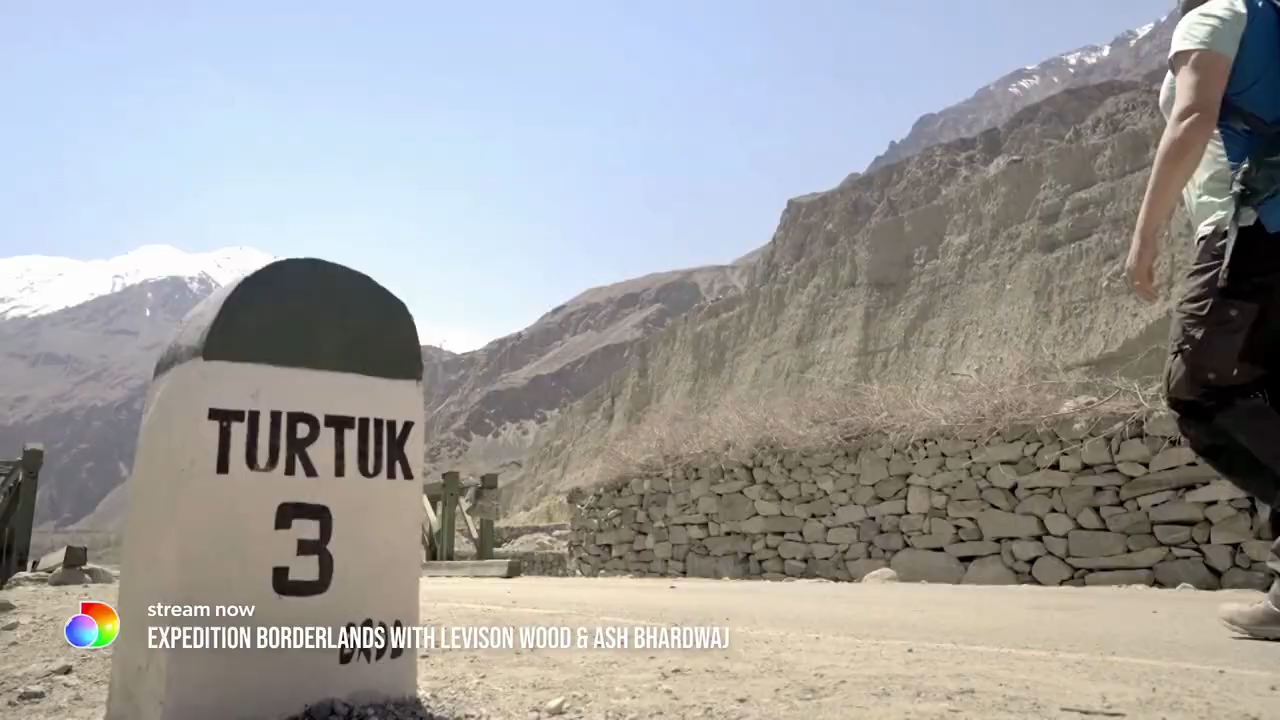 TURTUK
3
stream now
EXPEDITION BORDERLANDS WITH LEVISON WOOD & ASH BHARDWAJ